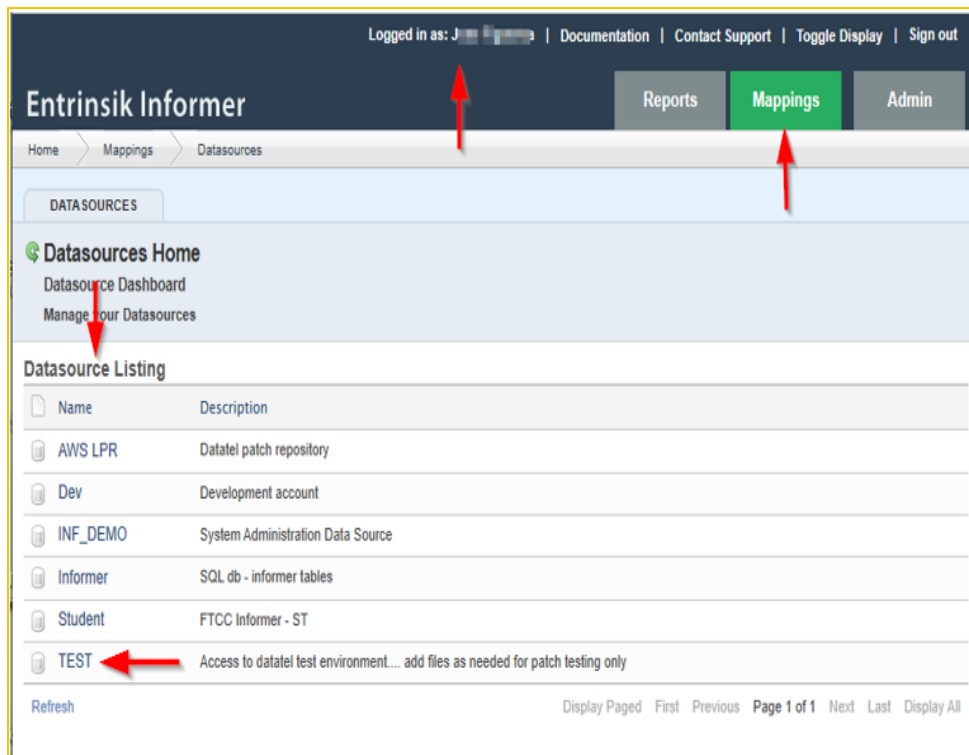 Logged in as: | Documentation | Contact Support | Toggle Display | Sign out
Entrinsik Informer
Reports Mappings Admin
Home Mappings Datasources
DATASOURCES
Datasources Home
Datasource Dashboard
Manage your Datasources
Datasource Listing
Name Description
AWS LPR Datatel patch repository
Dev Development account
INF_DEMO System Administration Data Source
Informer SQL db - informer tables
Student FTCC Informer - ST
TEST Access to datatel test environment.... add files as needed for patch testing only
Refresh Display Paged First Previous Page 1 of 1 Next Last Display All